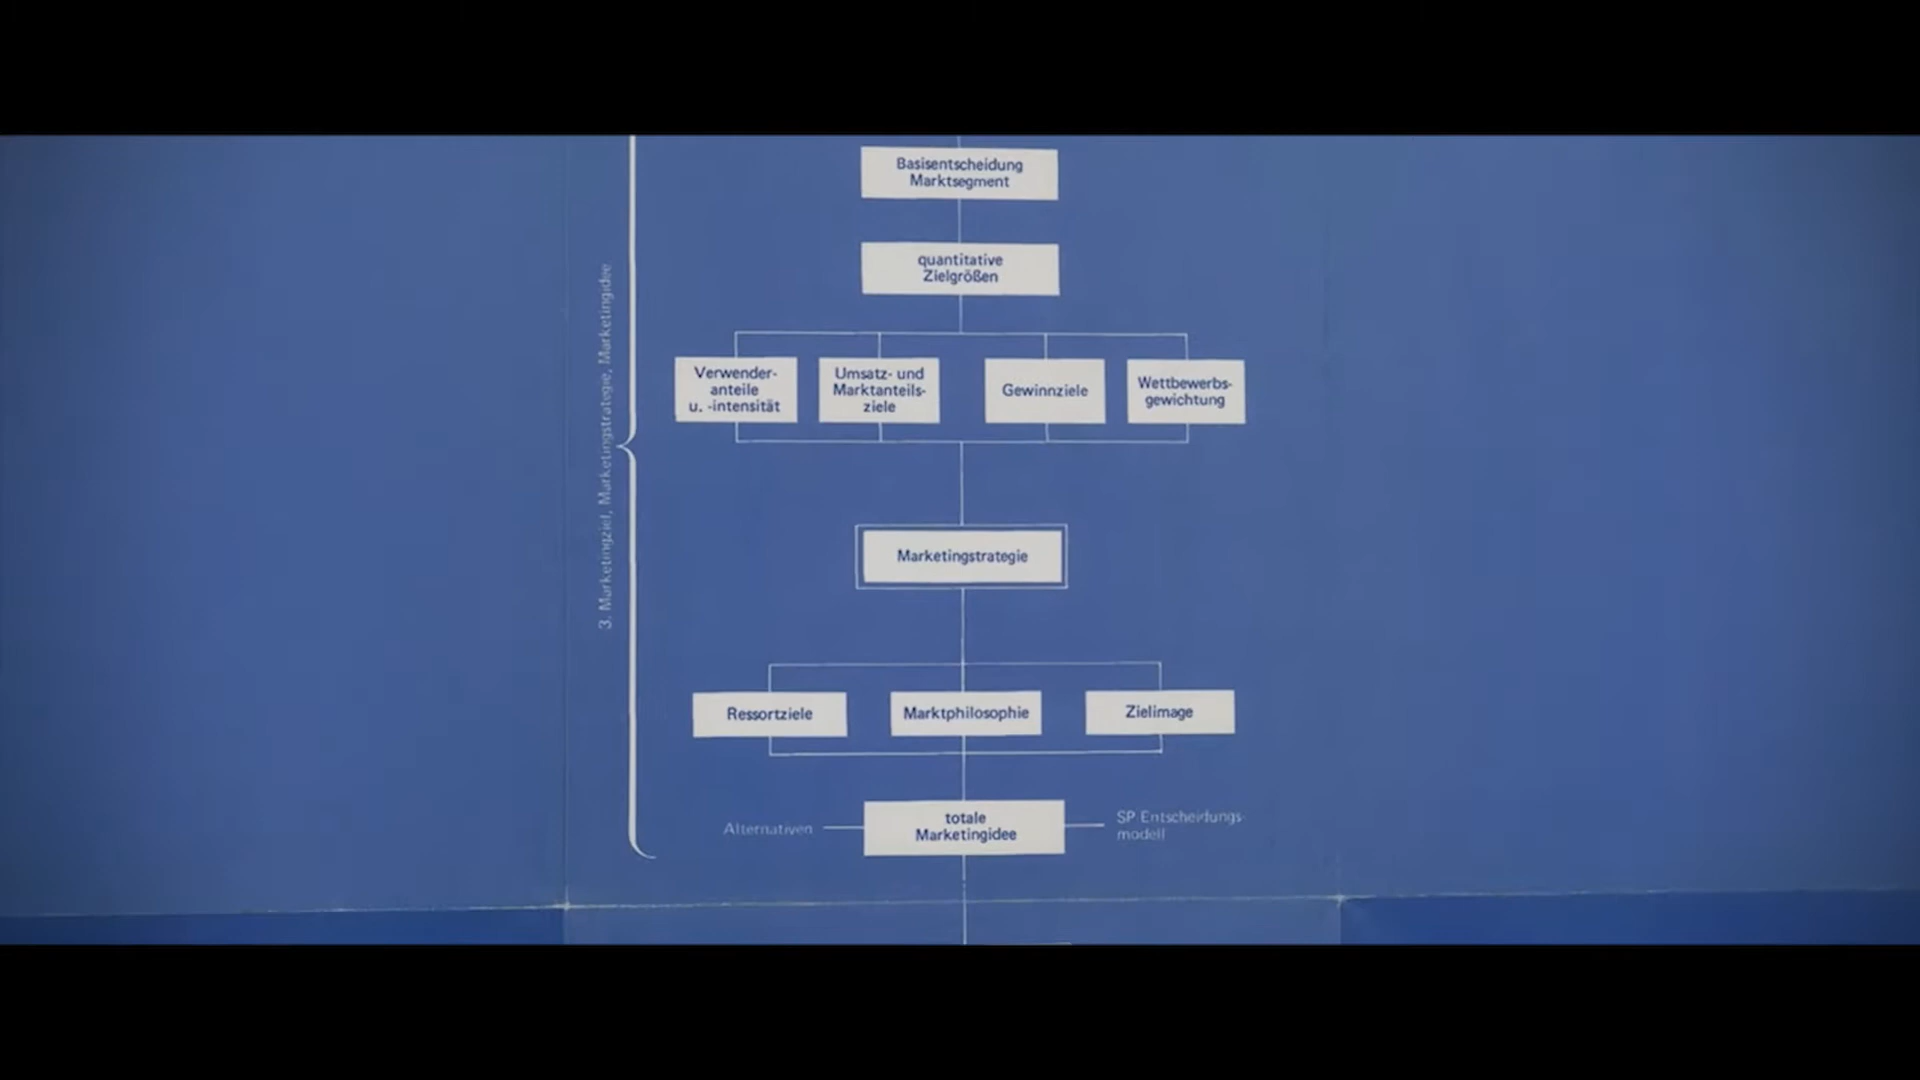 Basisentscheidung
Marktsegment
quantitative
Zielgrößen
3. Marketingziel, Marketingstrategie, Marketingidee
Verwender-
anteile
u. -intensität
Umsatz- und
Marktanteils-
ziele
Gewinnziele
Wettbewerbs-
gewichtung
Marketingstrategie
Ressortziele
Marktphilosophie
Zielimage
Alternativen
totale
Marketingidee
SP Entscheidungs-
modell